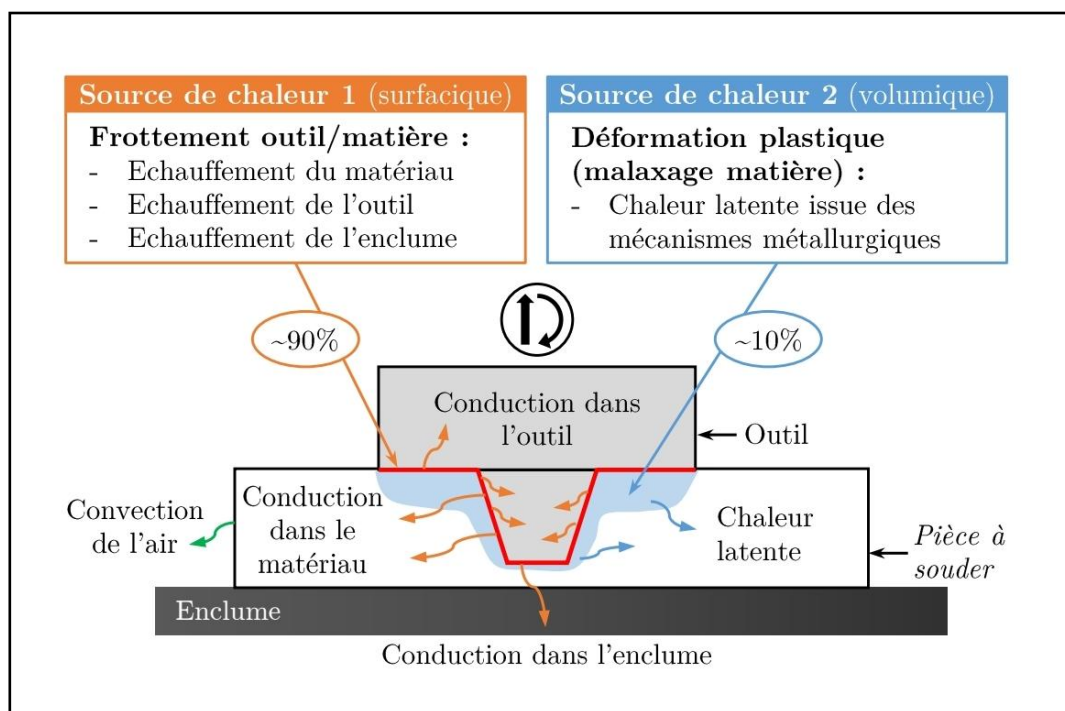 Source de chaleur 1 (surfacique)
Frottement outil/matière :
- Echauffement du matériau
- Echauffement de l'outil
- Echauffement de l'enclume
Source de chaleur 2 (volumique)
Déformation plastique
(malaxage matière) :
- Chaleur latente issue des
mécanismes métallurgiques
~90%
~10%
Conduction dans
l'outil
Outil
Convection
de l'air
Conduction
dans le
matériau
Chaleur
latente
Pièce à
souder
Enclume
Conduction dans l'enclume